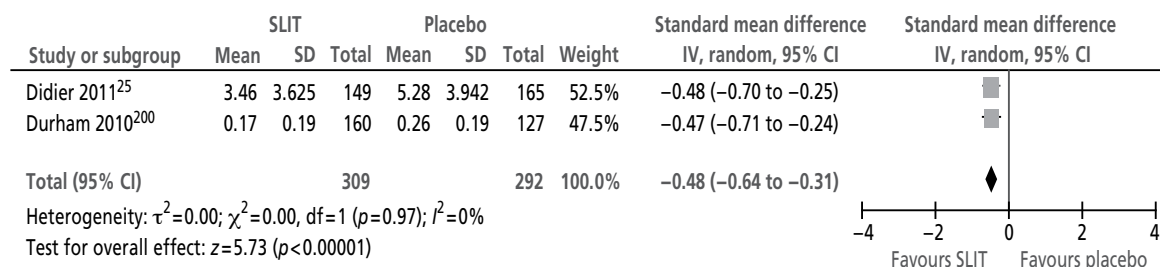 SLIT Placebo Standard mean difference Standard mean difference
Study or subgroup Mean SD Total Mean SD Total Weight IV, random, 95% CI IV, random, 95% CI
Didier 2011²⁵ 3.46 3.625 149 5.28 3.942 165 52.5% −0.48 (−0.70 to −0.25)
Durham 2010²⁰⁰ 0.17 0.19 160 0.26 0.19 127 47.5% −0.47 (−0.71 to −0.24)
Total (95% CI) 309 292 100.0% −0.48 (−0.64 to −0.31)
Heterogeneity: τ²=0.00; χ²=0.00, df=1 (p=0.97); I²=0%
Test for overall effect: z=5.73 (p<0.00001)
−4 −2 0 2 4
Favours SLIT Favours placebo